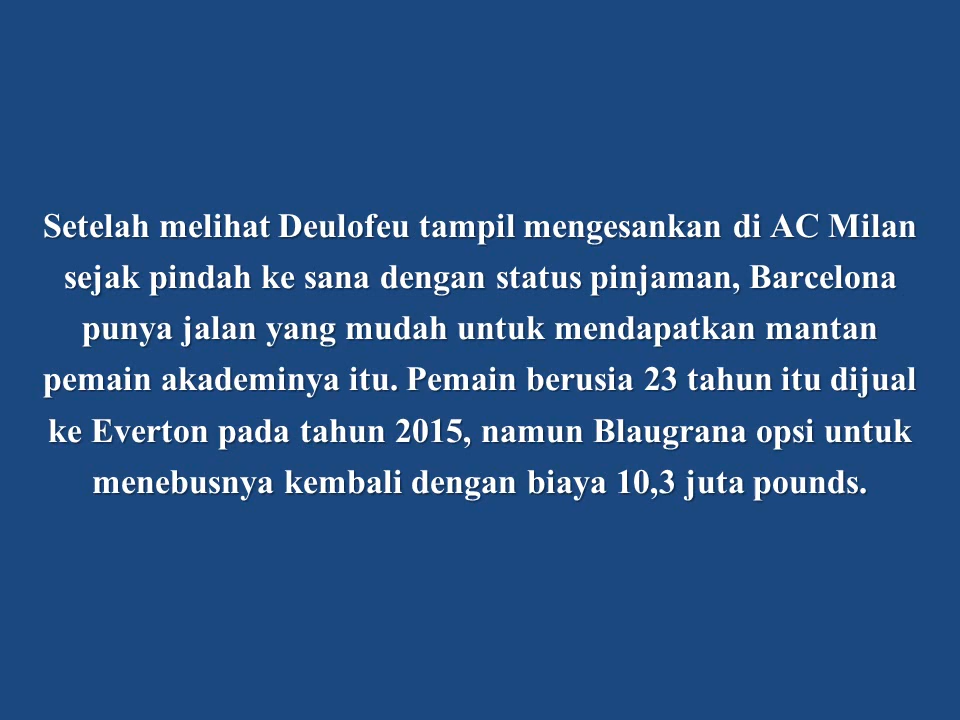 Setelah melihat Deulofeu tampil mengesankan di AC Milan
sejak pindah ke sana dengan status pinjaman, Barcelona
punya jalan yang mudah untuk mendapatkan mantan
pemain akademinya itu. Pemain berusia 23 tahun itu dijual
ke Everton pada tahun 2015, namun Blaugrana opsi untuk
menebusnya kembali dengan biaya 10,3 juta pounds.